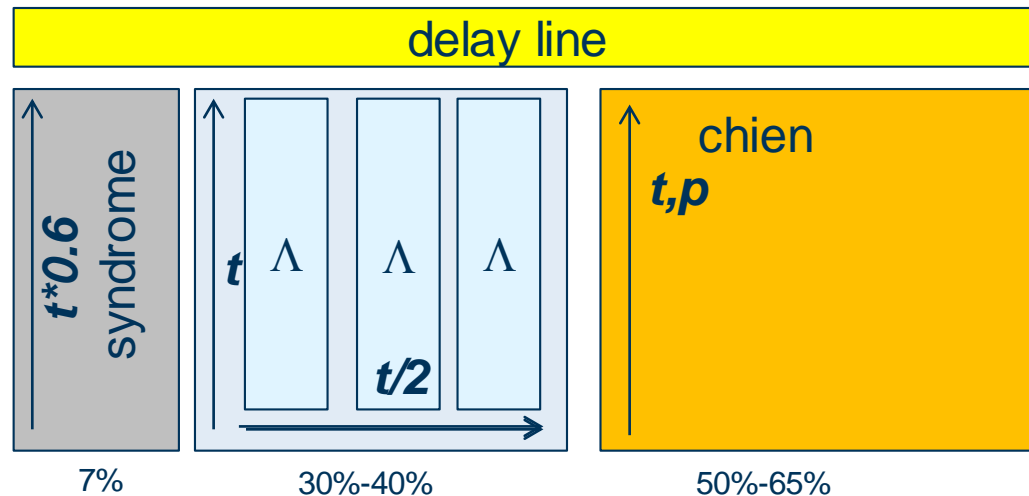 delay line
t*0.6
syndrome
t
Λ
Λ
Λ
t/2
chien
t,p
7%
30%-40%
50%-65%